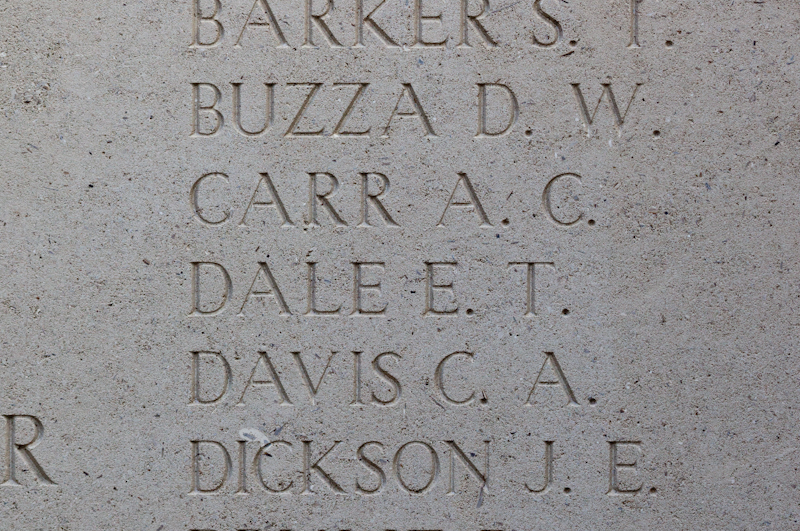 BARKER S.
BUZZA D. W.
CARR A. C.
DALE E. T.
DAVIS C. A.
R
DICKSON J. E.